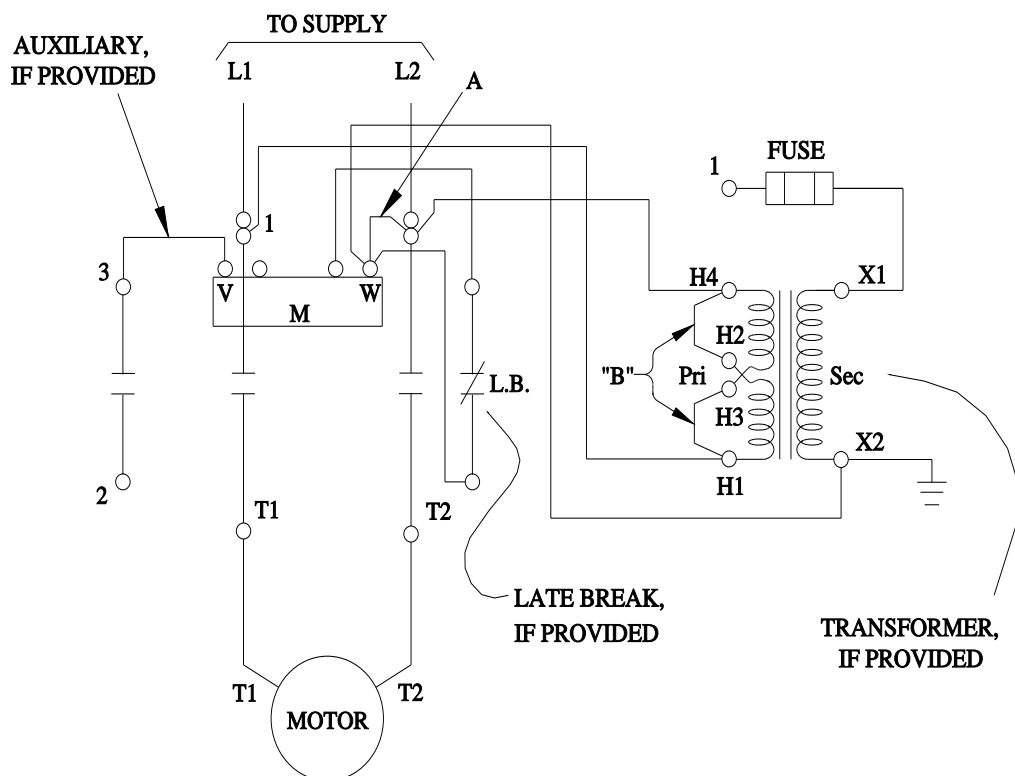 TO SUPPLY
AUXILIARY,
IF PROVIDED
L1
L2
A
FUSE
1
1
3
V
W
M
H4
X1
H2
"B"
Pri
Sec
L.B.
H3
X2
H1
2
T1
T2
LATE BREAK,
IF PROVIDED
TRANSFORMER,
IF PROVIDED
T1
T2
MOTOR